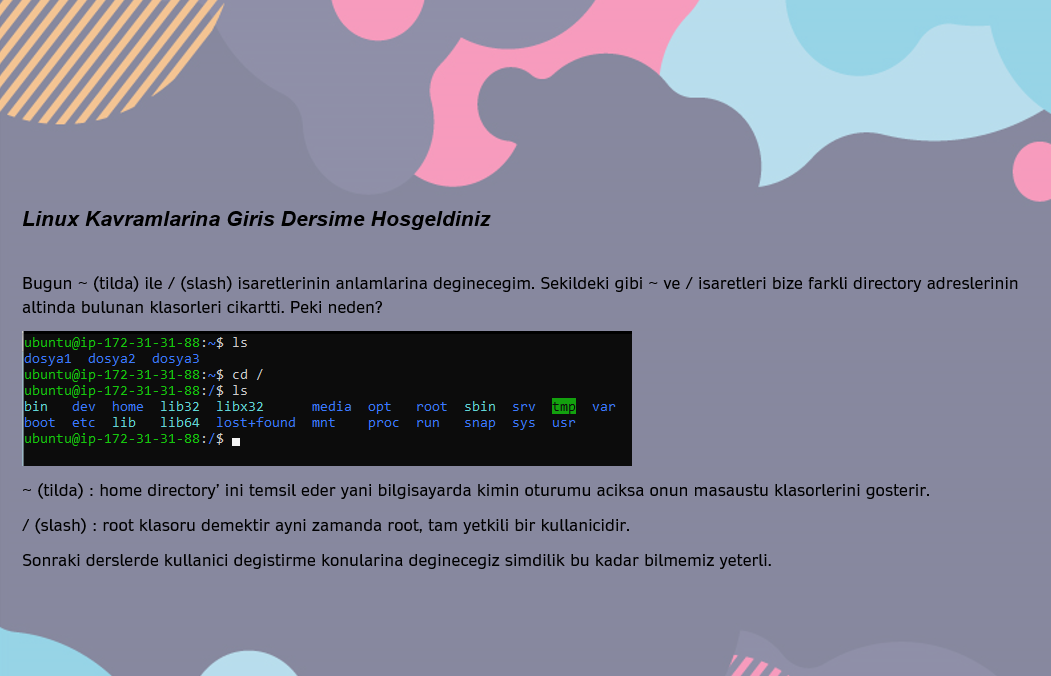 Linux Kavramlarina Giris Dersime Hosgeldiniz
Bugun ~ (tilda) ile / (slash) isaretlerinin anlamlarina deginecegim. Sekildeki gibi ~ ve / isaretleri bize farkli directory adreslerinin
altinda bulunan klasorleri cikartti. Peki neden?
ubuntu@ip-172-31-31-88:~$ ls
dosya1  dosya2  dosya3
ubuntu@ip-172-31-31-88:~$ cd /
ubuntu@ip-172-31-31-88:/$ ls
bin   dev  home  lib32  libx32      media  opt   root  sbin  srv  tmp  var
boot  etc  lib   lib64  lost+found  mnt    proc  run   snap  sys  usr
ubuntu@ip-172-31-31-88:/$
~ (tilda) : home directory' ini temsil eder yani bilgisayarda kimin oturumu aciksa onun masaustu klasorlerini gosterir.
/ (slash) : root klasoru demektir ayni zamanda root, tam yetkili bir kullanicidir.
Sonraki derslerde kullanici degistirme konularina deginecegiz simdilik bu kadar bilmemiz yeterli.